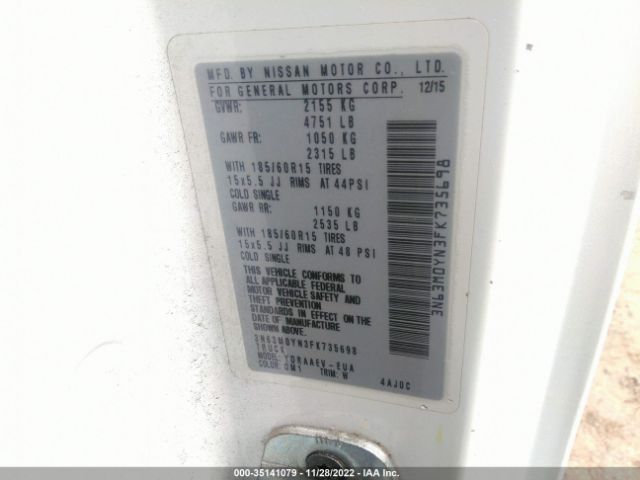 MFD. BY NISSAN MOTOR CO., LTD.
FOR GENERAL MOTORS CORP. 12/15
GVWR: 2155 KG
4751 LB
GAWR FR: 1050 KG
2315 LB
WITH 185/60R15 TIRES
15x5.5 JJ RIMS AT 44PSI
COLD SINGLE
GAWR RR: 1150 KG
2535 LB
WITH 185/60R15 TIRES
15x5.5 JJ RIMS AT 48 PSI
COLD SINGLE
THIS VEHICLE CONFORMS TO
ALL APPLICABLE FEDERAL
MOTOR VEHICLE SAFETY AND
THEFT PREVENTION
STANDARDS IN EFFECT ON THE
DATE OF MANUFACTURE
SHOWN ABOVE.
3N63M0YN3FK735698
TRUCK
MODEL: YQRAAEV-EUA
COLOR: GM1 TRIM: W
4AJ0C
3N63M0YN3FK735698
000-35141079 - 11/28/2022 - IAA Inc.